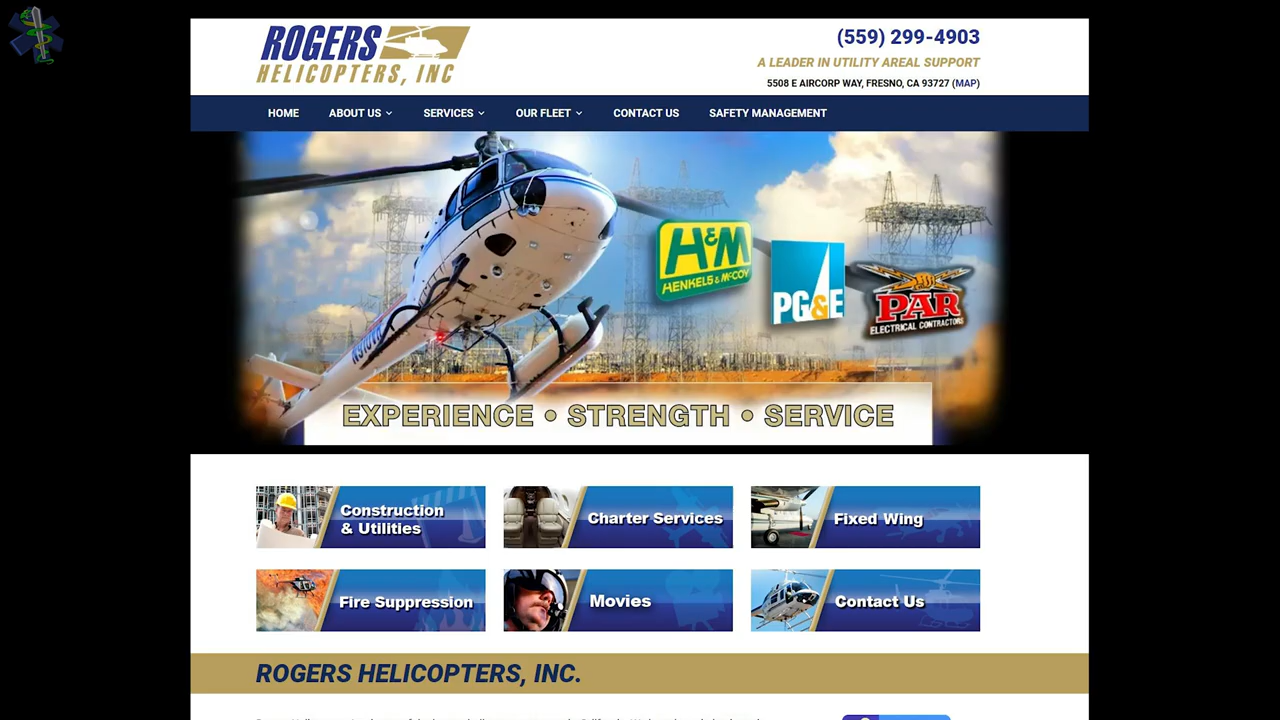 ROGERS
HELICOPTERS, INC
(559) 299-4903
A LEADER IN UTILITY AREAL SUPPORT
5508 E AIRCORP WAY, FRESNO, CA 93727 (MAP)
HOME ABOUT US SERVICES OUR FLEET CONTACT US SAFETY MANAGEMENT
H&M
HENKELS & McCOY
PG&E
PAR
ELECTRICAL CONTRACTORS
EXPERIENCE • STRENGTH • SERVICE
Construction
& Utilities
Charter Services
Fixed Wing
Fire Suppression
Movies
Contact Us
ROGERS HELICOPTERS, INC.